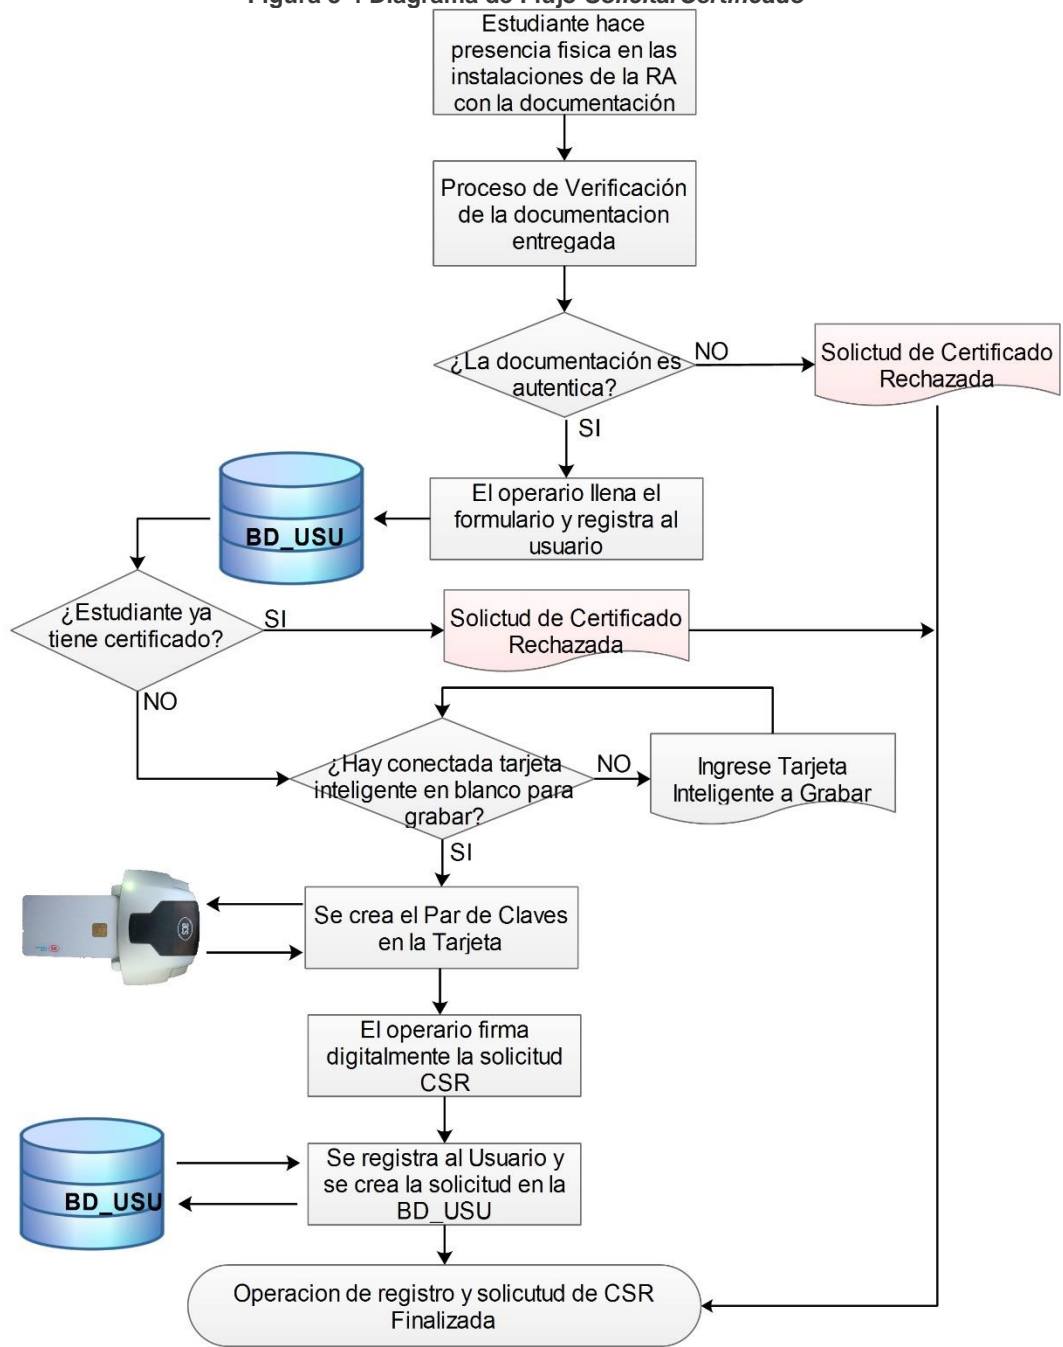 Estudiante hace
presencia fisica en las
instalaciones de la RA
con la documentación
Proceso de Verificación
de la documentacion
entregada
¿La documentación es
autentica?
NO
Solictud de Certificado
Rechazada
SI
El operario llena el
formulario y registra al
usuario
BD_USU
¿Estudiante ya
tiene certificado?
SI
Solictud de Certificado
Rechazada
NO
¿Hay conectada tarjeta
inteligente en blanco para
grabar?
NO
Ingrese Tarjeta
Inteligente a Grabar
SI
Se crea el Par de Claves
en la Tarjeta
El operario firma
digitalmente la solicitud
CSR
Se registra al Usuario y
se crea la solicitud en la
BD_USU
BD_USU
Operacion de registro y solicutud de CSR
Finalizada